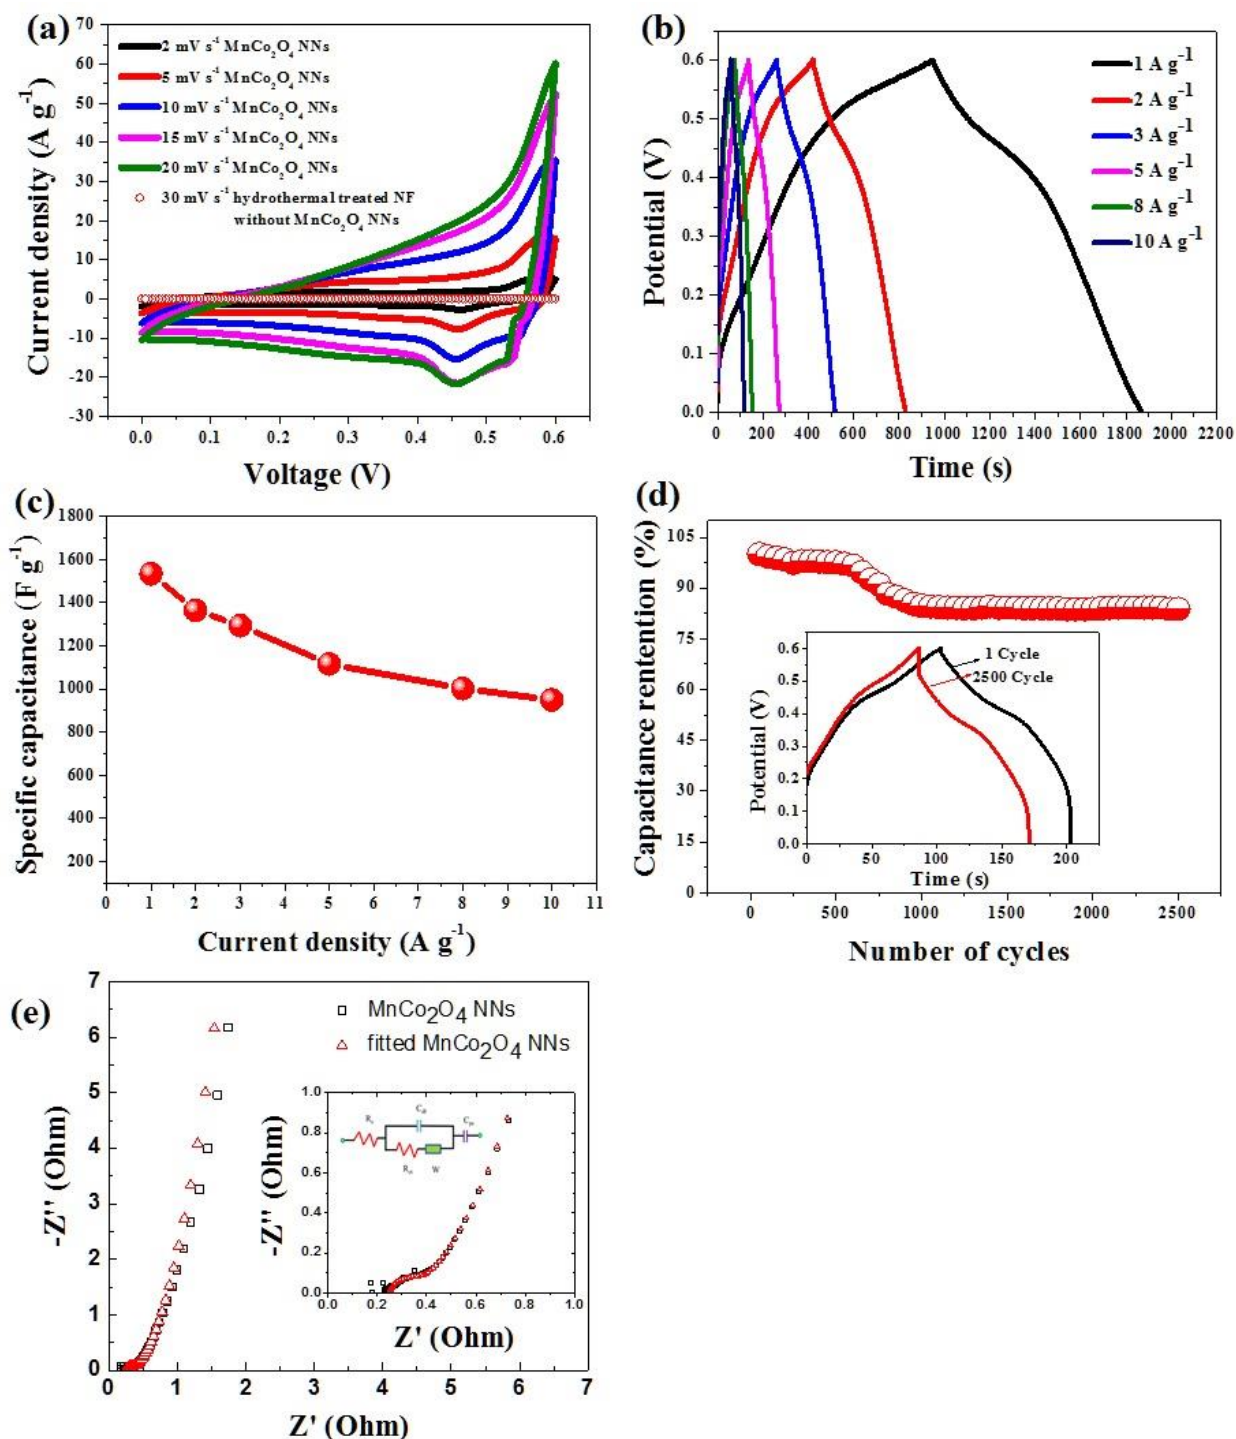 (a)
2 mV s⁻¹ MnCo₂O₄ NNs
5 mV s⁻¹ MnCo₂O₄ NNs
10 mV s⁻¹ MnCo₂O₄ NNs
15 mV s⁻¹ MnCo₂O₄ NNs
20 mV s⁻¹ MnCo₂O₄ NNs
30 mV s⁻¹ hydrothermal treated NF
without MnCo₂O₄ NNs
Current density (A g⁻¹)
70
60
50
40
30
20
10
0
-10
-20
-30
0.0 0.1 0.2 0.3 0.4 0.5 0.6
Voltage (V)
(b)
1 A g⁻¹
2 A g⁻¹
3 A g⁻¹
5 A g⁻¹
8 A g⁻¹
10 A g⁻¹
Potential (V)
0.6
0.5
0.4
0.3
0.2
0.1
0.0
0 200 400 600 800 1000 1200 1400 1600 1800 2000 2200
Time (s)
(c)
Specific capacitance (F g⁻¹)
1800
1600
1400
1200
1000
800
600
400
200
1 2 3 4 5 6 7 8 9 10 11
Current density (A g⁻¹)
(d)
Capacitance rentention (%)
105
90
75
60
45
30
15
0
0 500 1000 1500 2000 2500
Number of cycles
Potential (V)
0.6
0.5
0.4
0.3
0.2
0.1
0.0
0 50 100 150 200
Time (s)
1 Cycle
2500 Cycle
(e)
MnCo₂O₄ NNs
fitted MnCo₂O₄ NNs
-Z'' (Ohm)
7
6
5
4
3
2
1
0
0 1 2 3 4 5 6 7
Z' (Ohm)
-Z'' (Ohm)
1.0
0.8
0.6
0.4
0.2
0.0
0.0 0.2 0.4 0.6 0.8 1.0
Z' (Ohm)
W